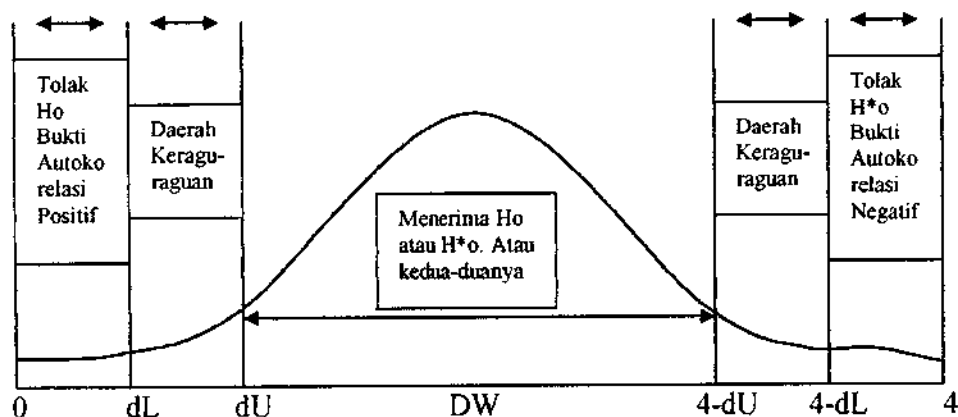 Tolak
Ho
Bukti
Autoko
relasi
Positif
Daerah
Keragu-
raguan
Menerima Ho
atau H*o. Atau
kedua-duanya
Daerah
Keragu-
raguan
Tolak
H*o
Bukti
Autoko
relasi
Negatif
0 dL dU DW 4-dU 4-dL 4